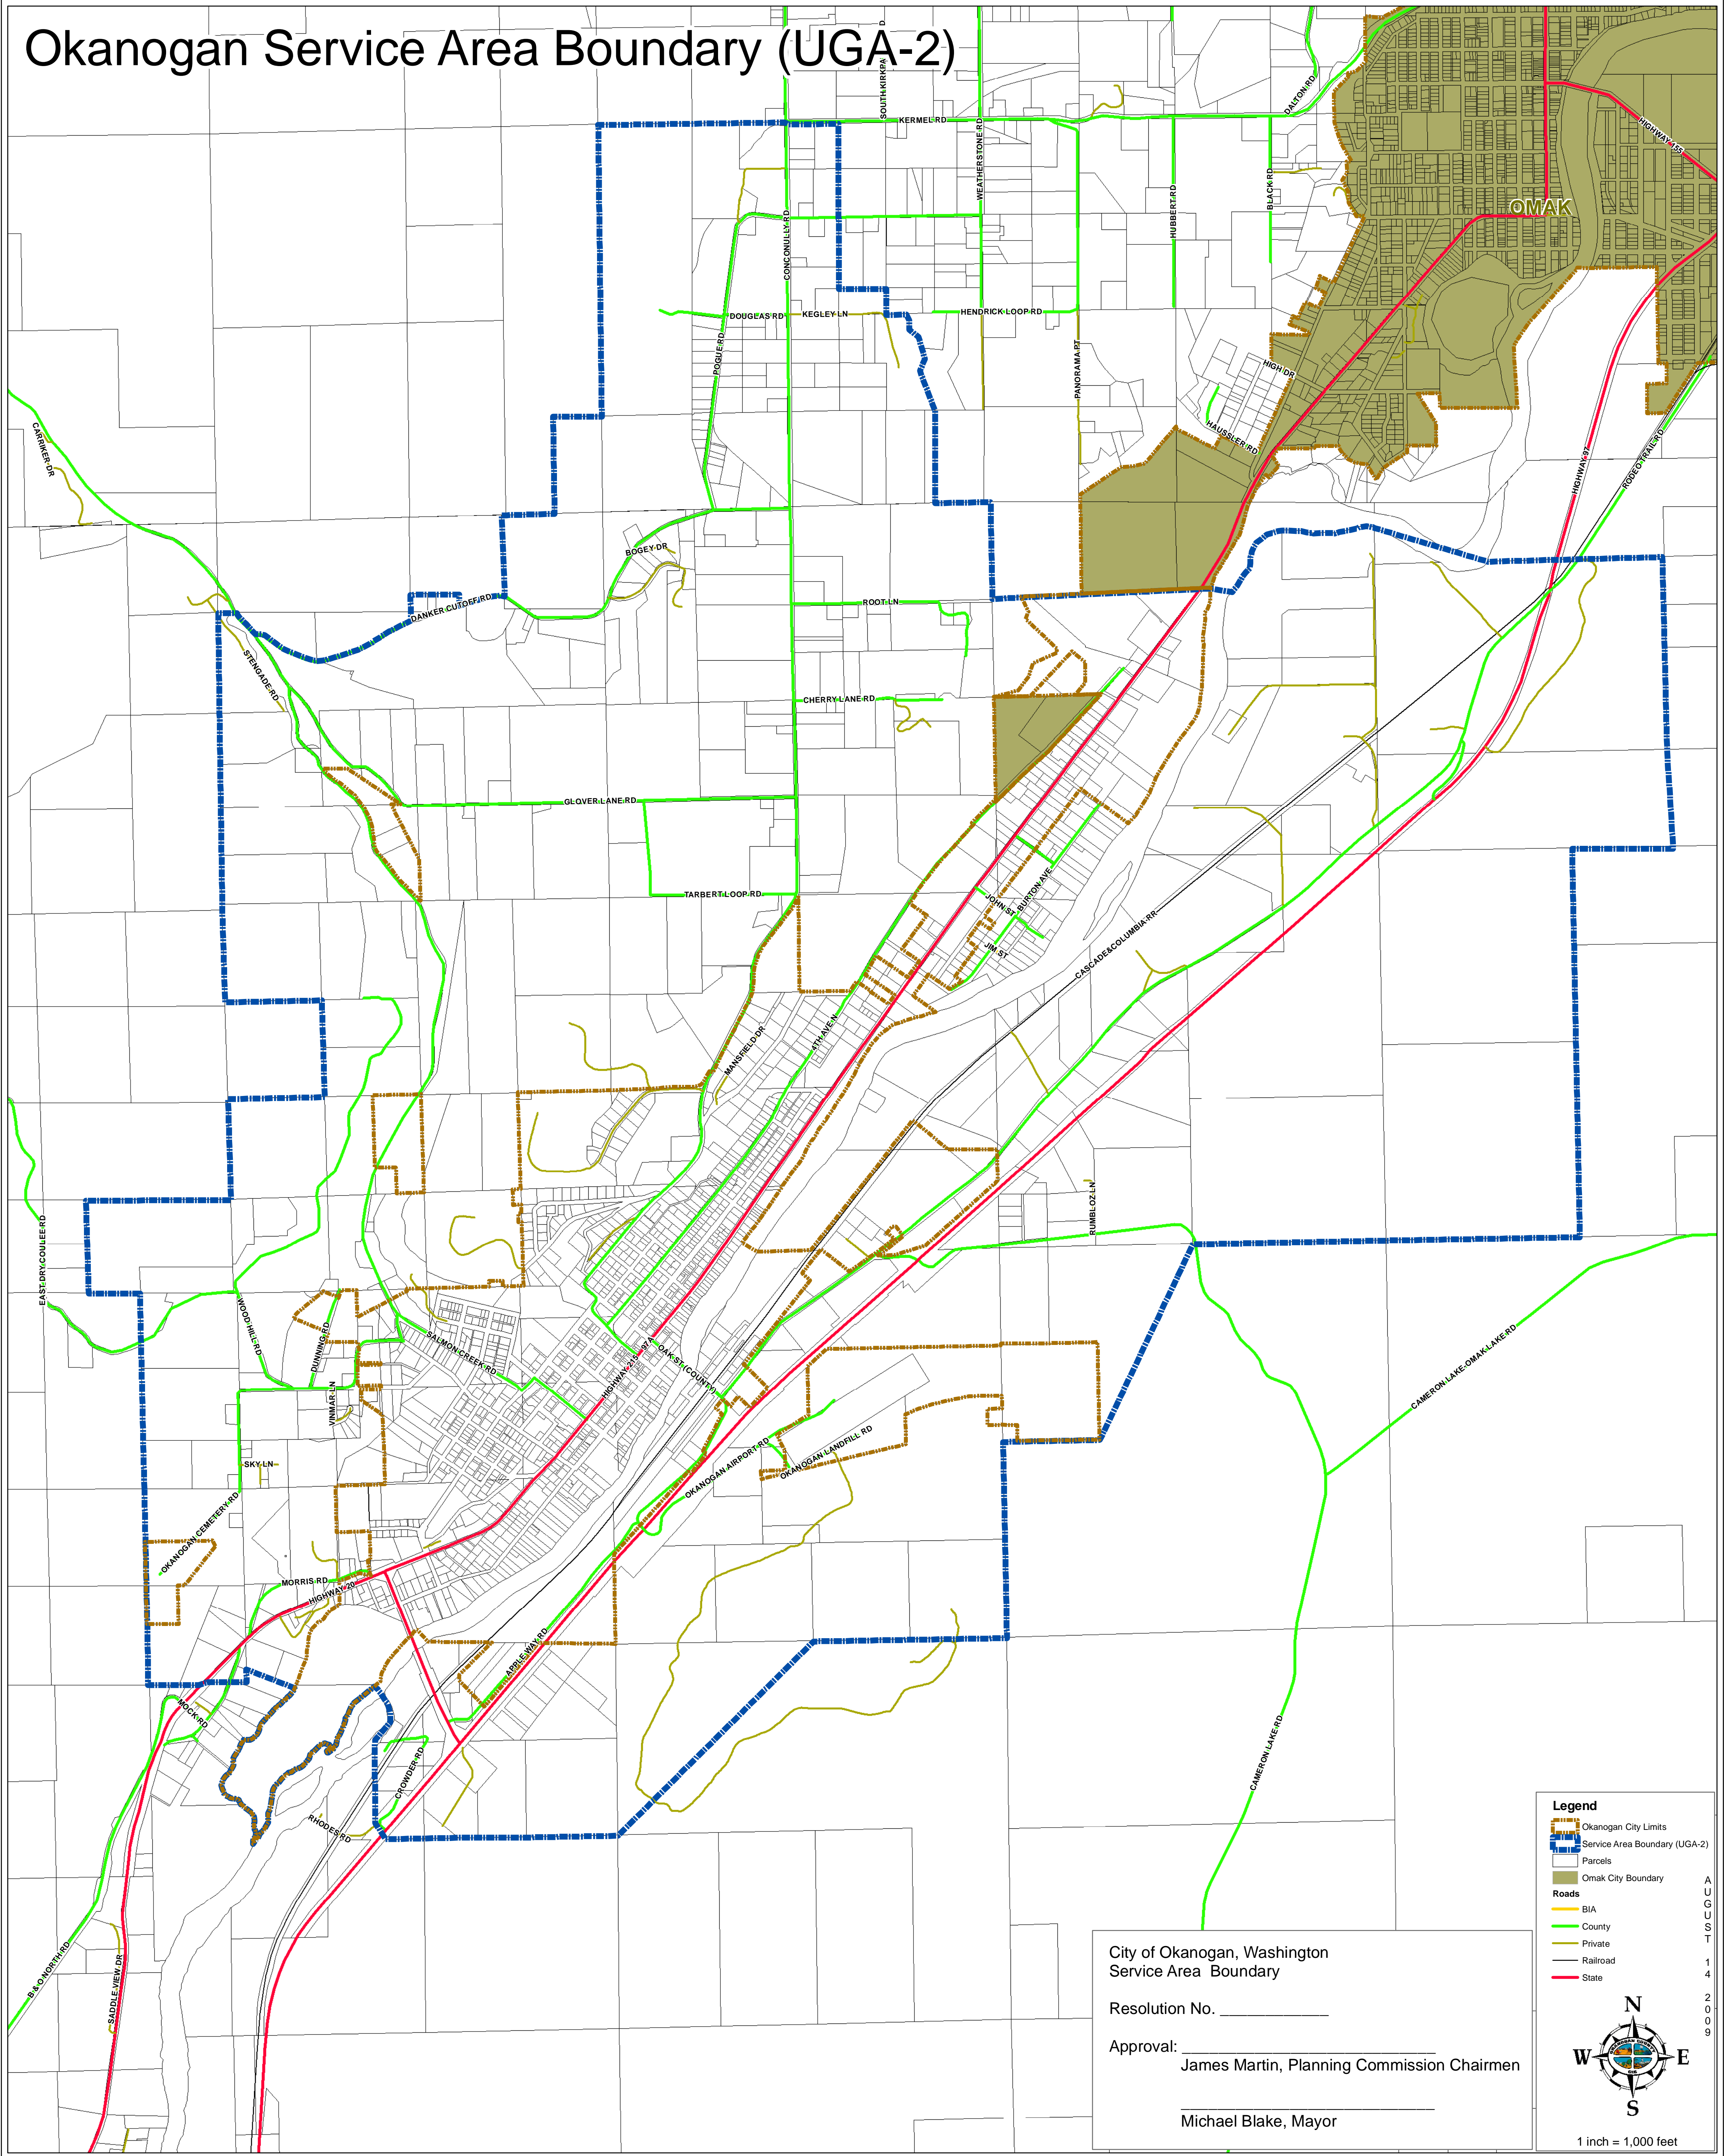 Okanogan Service Area Boundary (UGA-2)
KERMEL RD
DALTON RD
HIGHWAY 155
WEATHERSTONE RD
CONCONULLY RD
HUBBERT RD
BLACK RD
OMAK
DOUGLAS RD
KEGLEY LN
HENDRICK LOOP RD
POGUE RD
PANORAMA PT
HIGH DR
HAUSSLER RD
CARRIKER DR
HIGHWAY 97
RODEO TRAIL RD
BOGEY DR
DANKER CUTOFF RD
ROOT LN
STENGADE RD
CHERRY LANE RD
GLOVER LANE RD
TARBERT LOOP RD
JOHN ST
BURTON AVE
JIM ST
CASCADE&COLUMBIA RR
MANSFIELD DR
4TH AVE N
EAST DRY COULEE RD
RUMBLOZ LN
WOOD HILL RD
DUNNING RD
SALMON CREEK RD
HIGHWAY 215 - 97A
OAK ST (COUNTY)
VINMAR LN
CAMERON LAKE-OMAK LAKE RD
SKY LN
OKANOGAN AIRPORT RD
OKANOGAN LANDFILL RD
OKANOGAN CEMETERY RD
MORRIS RD
HIGHWAY 20
APPLE WAY RD
MOCK RD
CROWDER RD
RHODES RD
CAMERON LAKE RD
B & O NORTH RD
SADDLE VIEW DR
City of Okanogan, Washington
Service Area Boundary
Resolution No. ____________
Approval: ____________________________
James Martin, Planning Commission Chairmen
____________________________
Michael Blake, Mayor
Legend
Okanogan City Limits
Service Area Boundary (UGA-2)
Parcels
Omak City Boundary
Roads
BIA
County
Private
Railroad
State
AUGUST 14 2009
N
W
E
S
1 inch = 1,000 feet